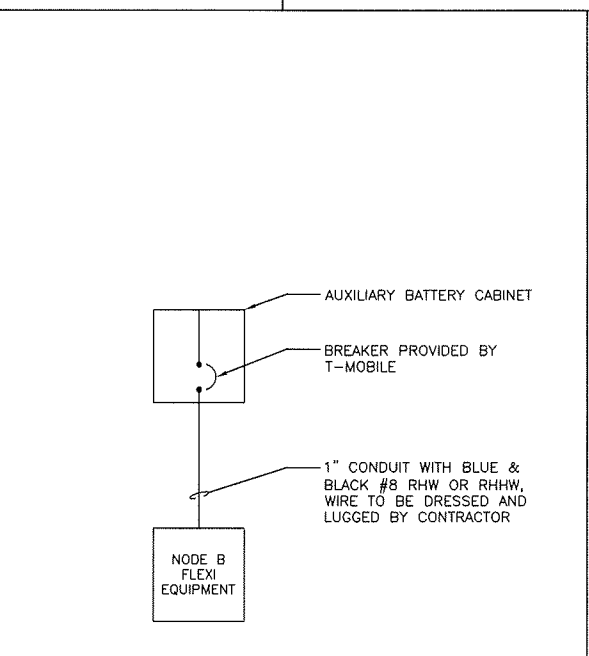 AUXILIARY BATTERY CABINET
BREAKER PROVIDED BY
T-MOBILE
1" CONDUIT WITH BLUE &
BLACK #8 RHW OR RHHW,
WIRE TO BE DRESSED AND
LUGGED BY CONTRACTOR
NODE B
FLEXI
EQUIPMENT